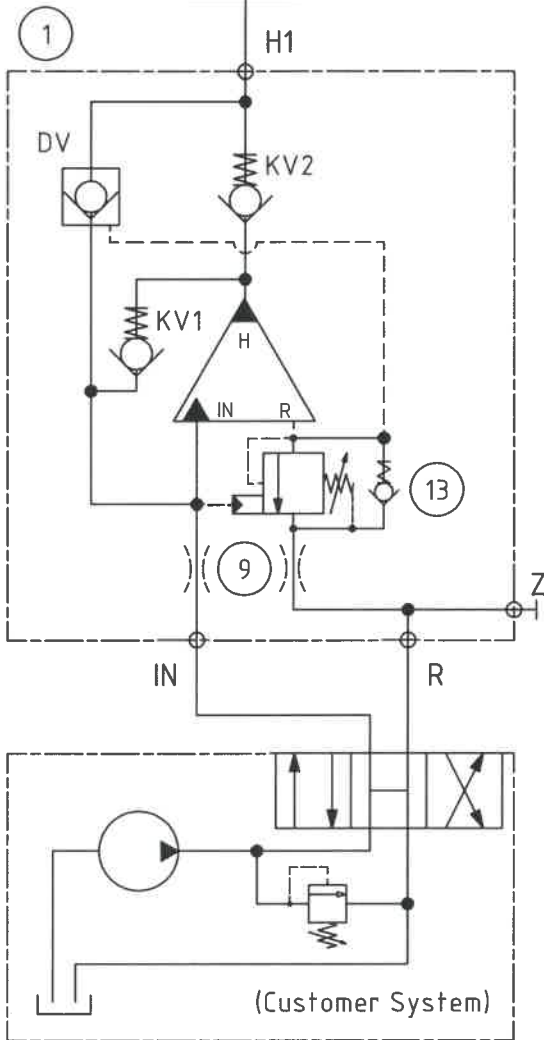 1
H1
DV
KV2
KV1
H
IN R
13
9
Z
IN R
(Customer System)